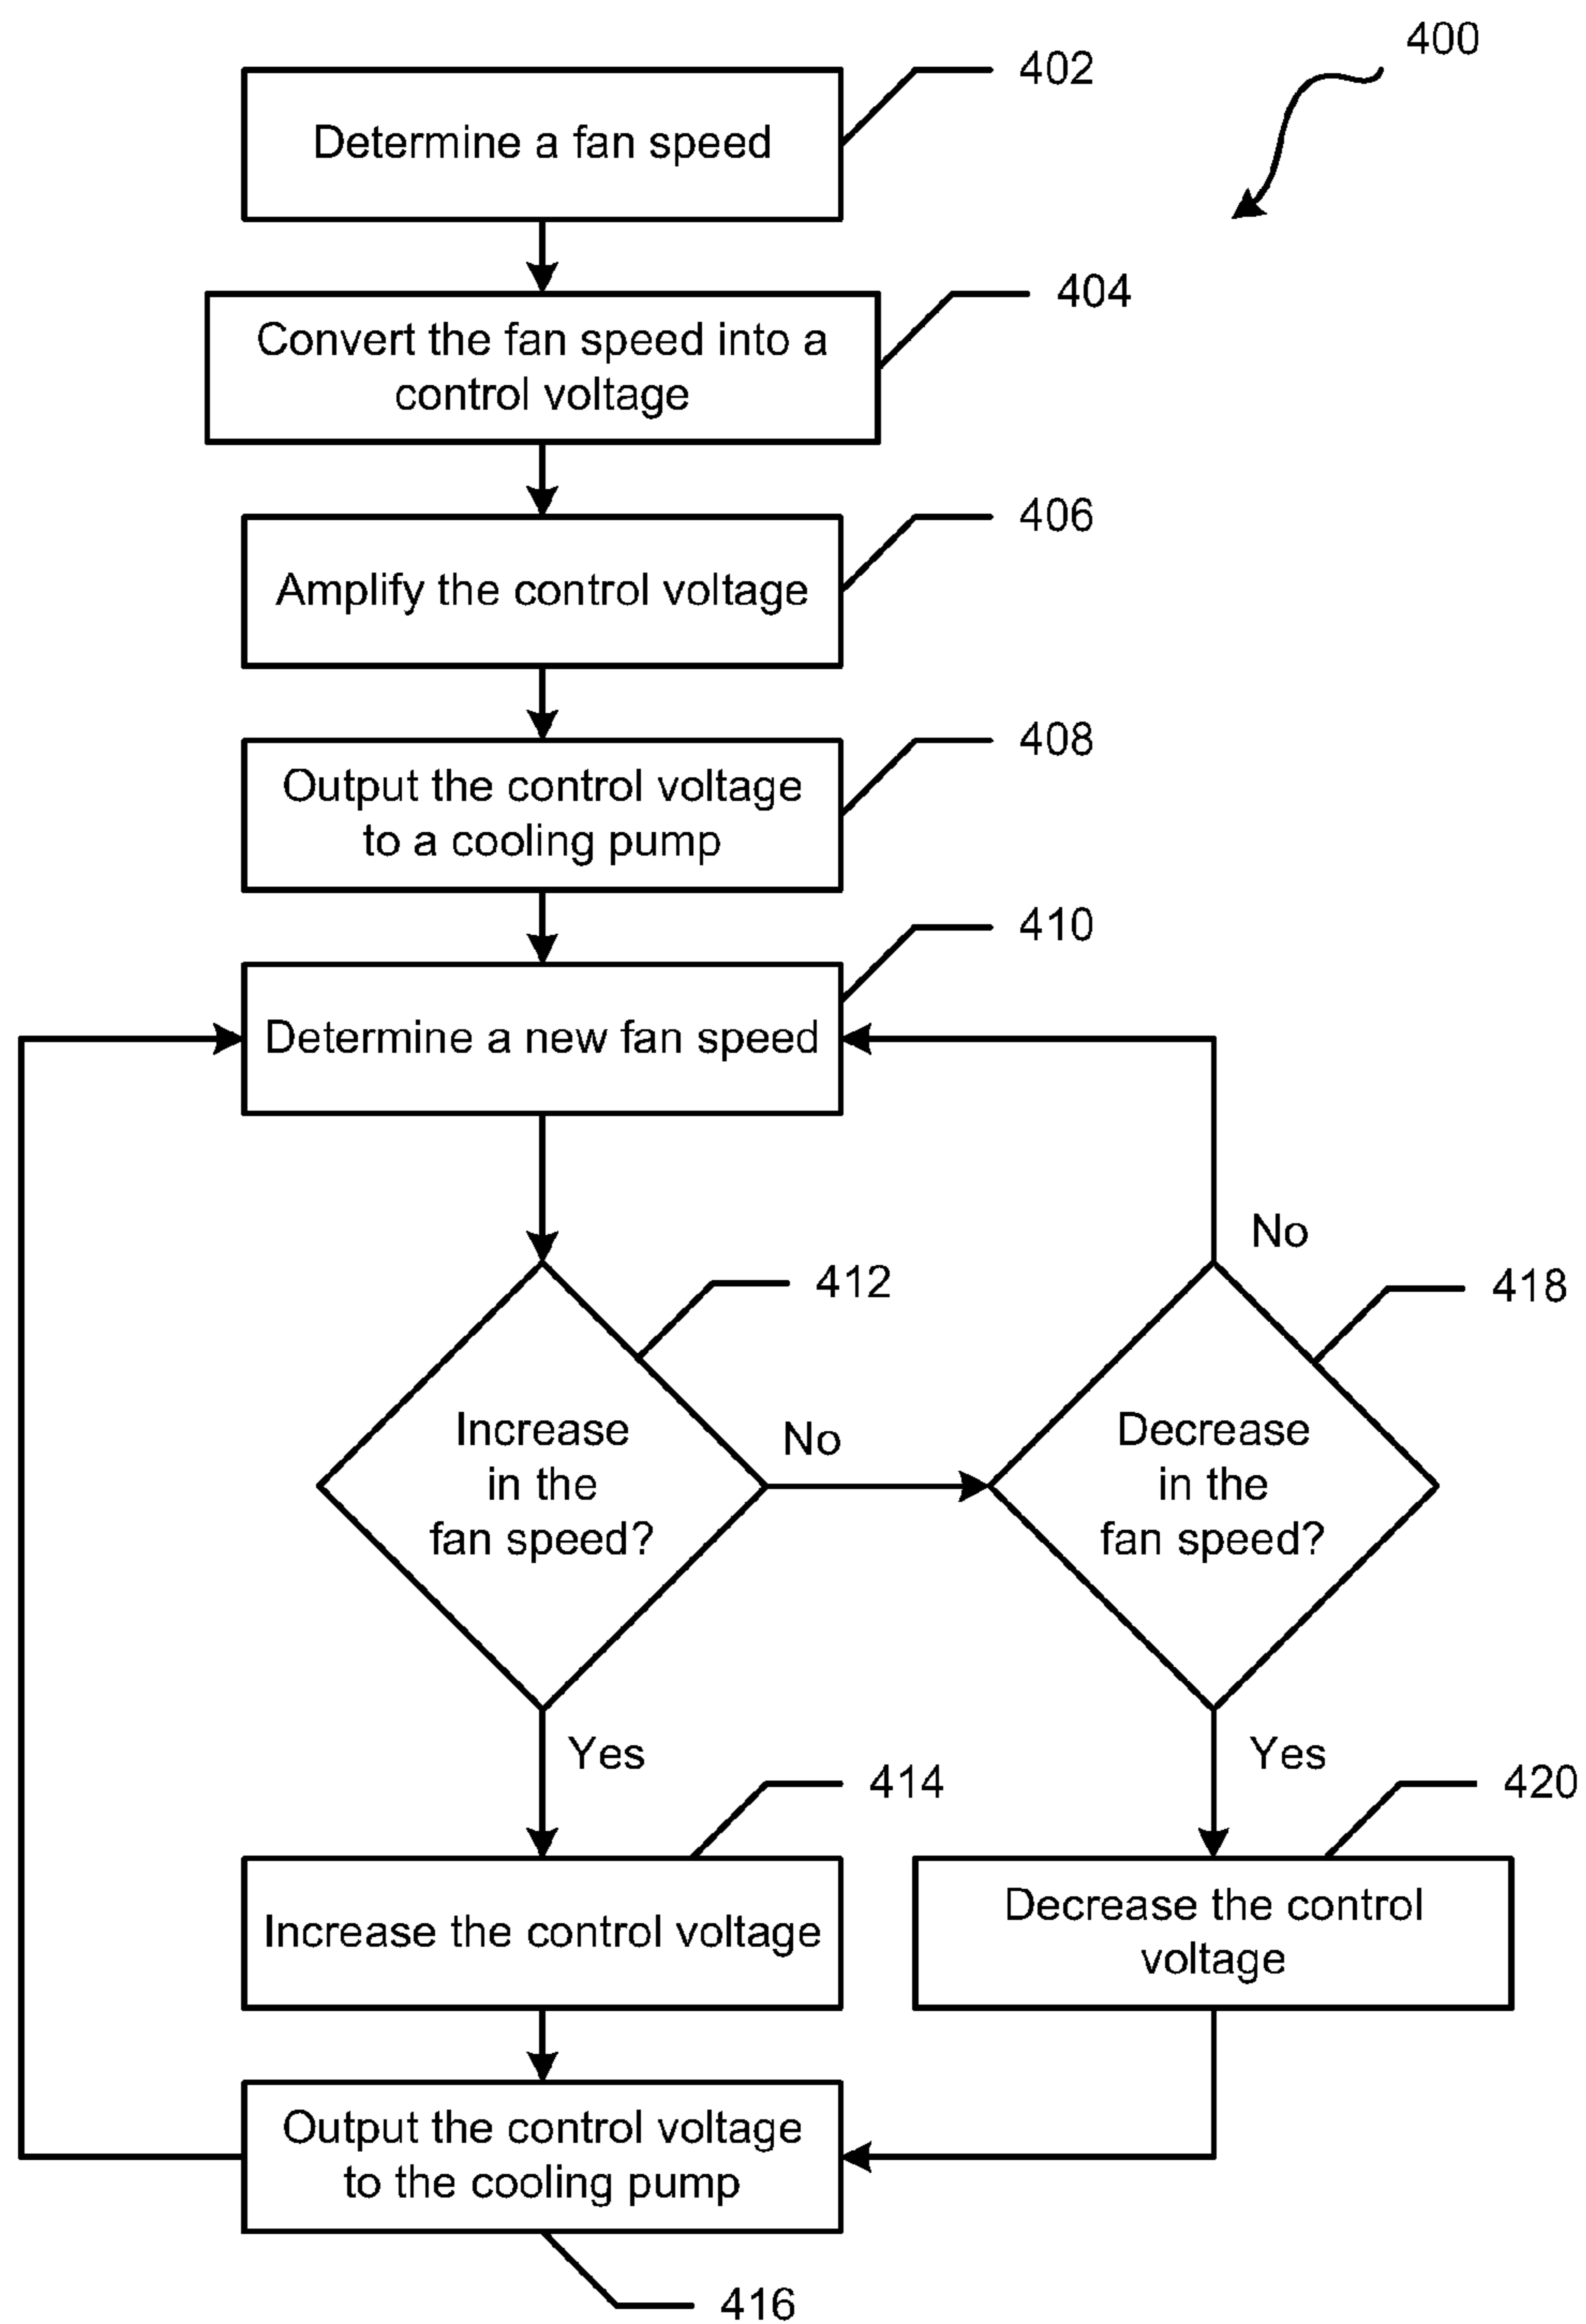 400
402
Determine a fan speed
404
Convert the fan speed into a
control voltage
406
Amplify the control voltage
408
Output the control voltage
to a cooling pump
410
Determine a new fan speed
No
412
418
Increase
in the
fan speed?
No
Decrease
in the
fan speed?
Yes
Yes
414
420
Increase the control voltage
Decrease the control
voltage
Output the control voltage
to the cooling pump
416